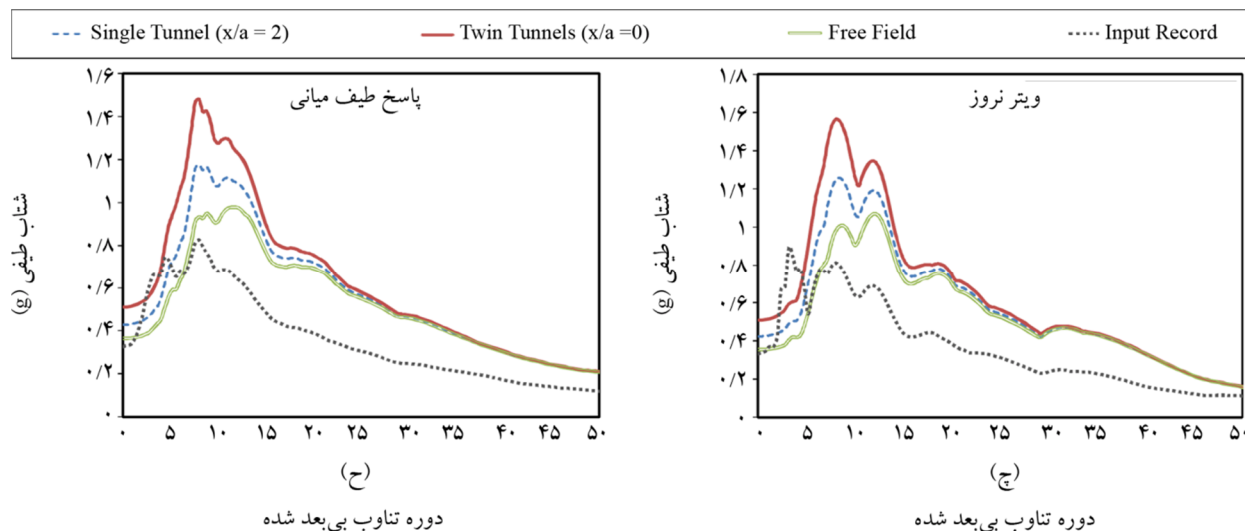 Single Tunnel (x/a = 2) Twin Tunnels (x/a =0) Free Field Input Record
پاسخ طیف میانی
شتاب طیفی (g)
۱/۶
۱/۴
۱/۲
۱
۰/۸
۰/۶
۰/۴
۰/۲
۰
۰ ۵ ۱۰ ۱۵ ۲۰ ۲۵ ۳۰ ۳۵ ۴۰ ۴۵ ۵۰
(ح)
دوره تناوب بی‌بعد شده
ویتر نروز
شتاب طیفی (g)
۱/۸
۱/۶
۱/۴
۱/۲
۱
۰/۸
۰/۶
۰/۴
۰/۲
۰
۰ ۵ ۱۰ ۱۵ ۲۰ ۲۵ ۳۰ ۳۵ ۴۰ ۴۵ ۵۰
(چ)
دوره تناوب بی‌بعد شده